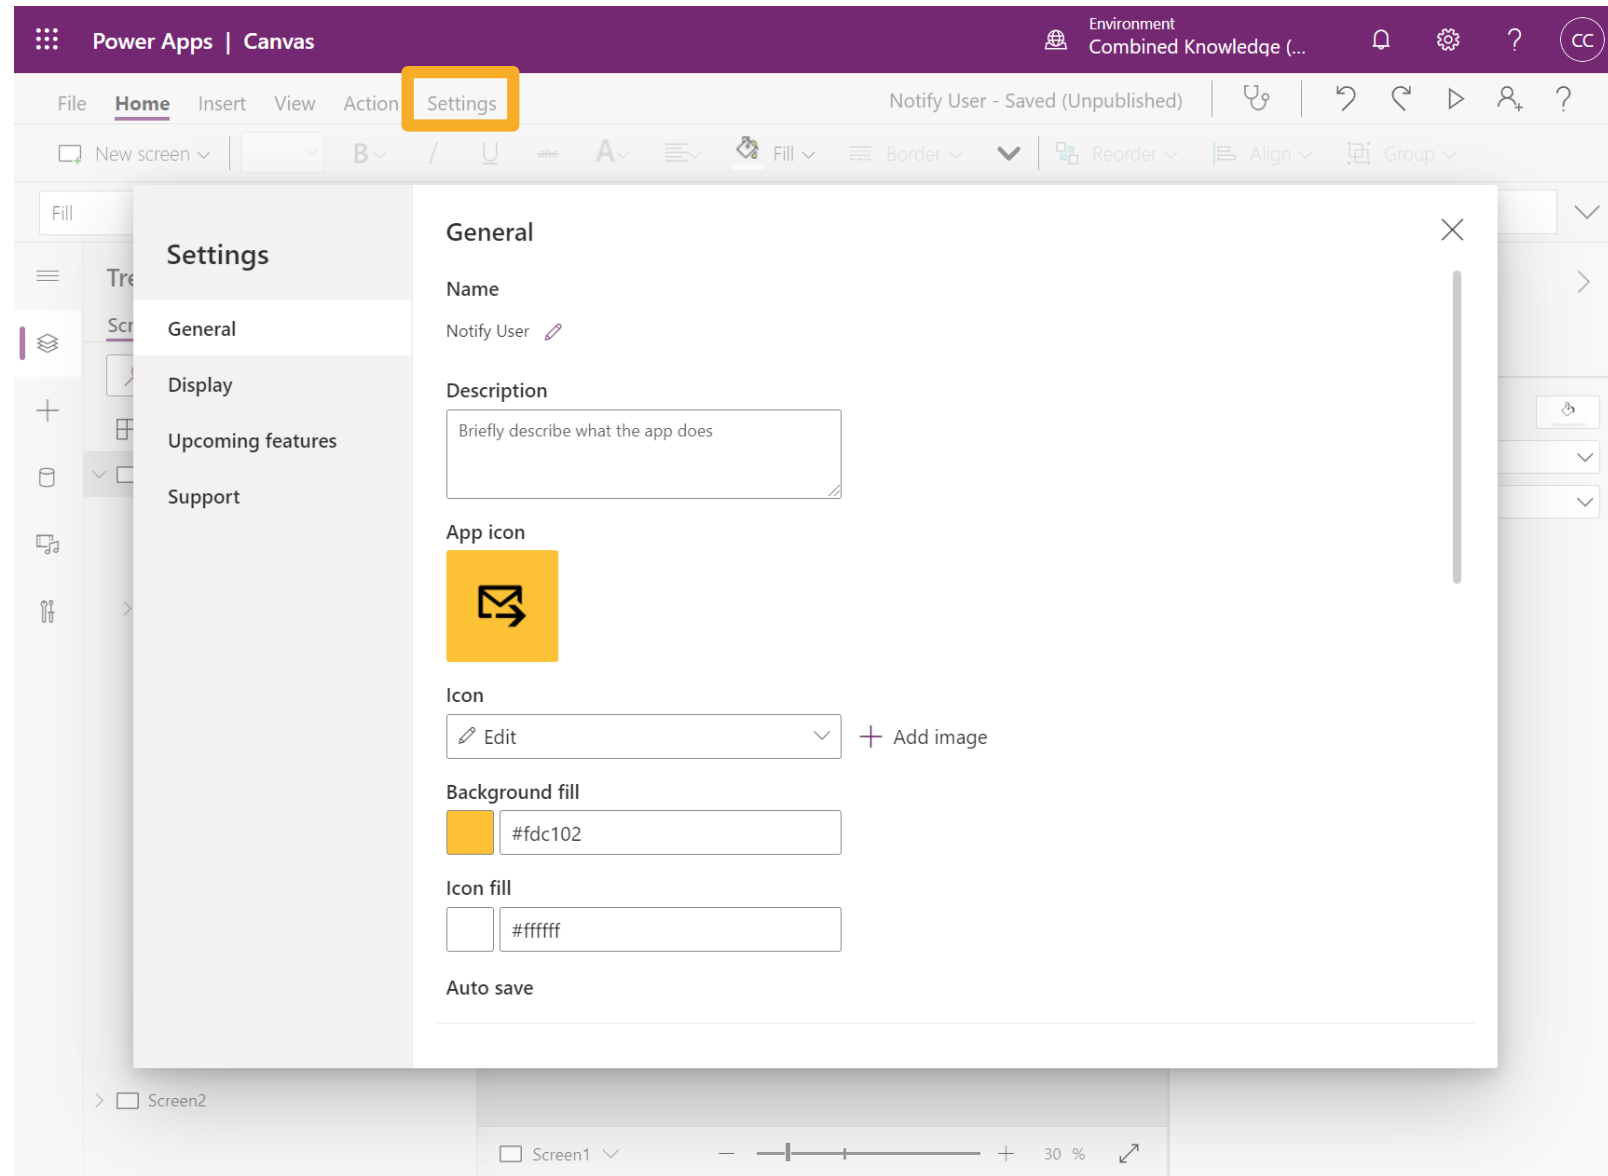 Power Apps | Canvas
Environment
Combined Knowledge (...
CC
File Home Insert View Action Settings
Notify User - Saved (Unpublished)
New screen
B / U abc A
Fill
Border
Reorder
Align
Group
Fill
Settings
General
Display
Upcoming features
Support
General
Name
Notify User
Description
Briefly describe what the app does
App icon
Icon
Edit
Add image
Background fill
#fdc102
Icon fill
#ffffff
Auto save
Tre
Scr
Screen2
Screen1
30 %